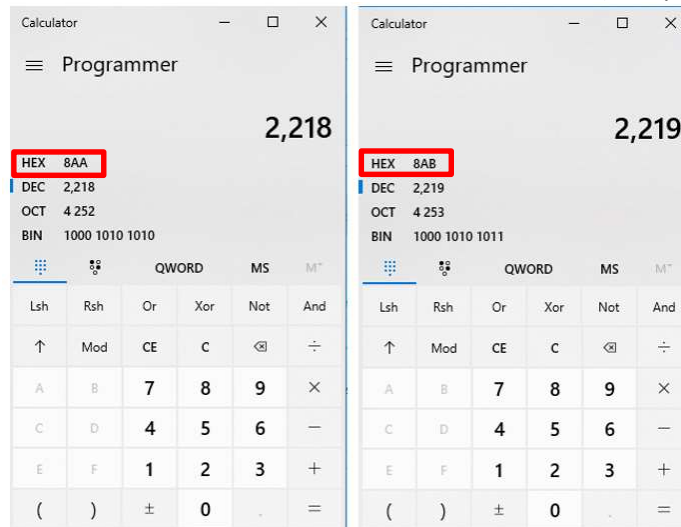 Calculator
Programmer
2,218
HEX 8AA
DEC 2,218
OCT 4 252
BIN 1000 1010 1010
QWORD MS M
Lsh Rsh Or Xor Not And
↑ Mod CE C ÷
A B 7 8 9 ×
C D 4 5 6 −
E F 1 2 3 +
( ) ± 0 . =
Calculator
Programmer
2,219
HEX 8AB
DEC 2,219
OCT 4 253
BIN 1000 1010 1011
QWORD MS M
Lsh Rsh Or Xor Not And
↑ Mod CE C ÷
A B 7 8 9 ×
C D 4 5 6 −
E F 1 2 3 +
( ) ± 0 . =